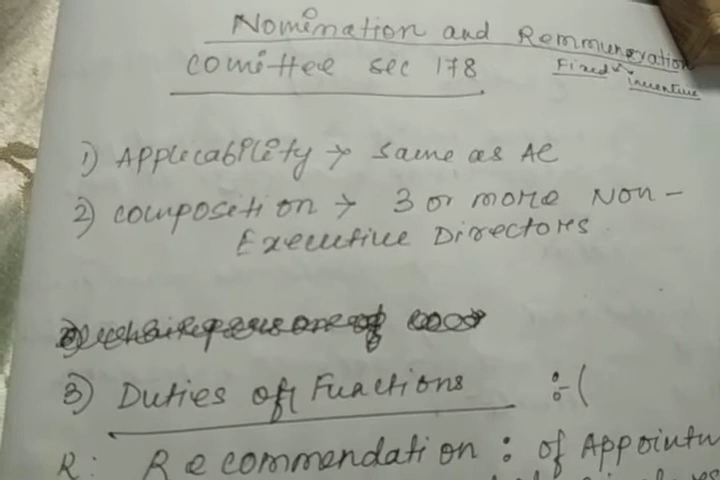 Nomination and Remmuneration
Fixed incentive
comittee sec 178
1) Applicability → same as AC
2) composition → 3 or more Non-
Executive Directors
3) Duties of Functions :-(
R: Recommendation : of Appointm